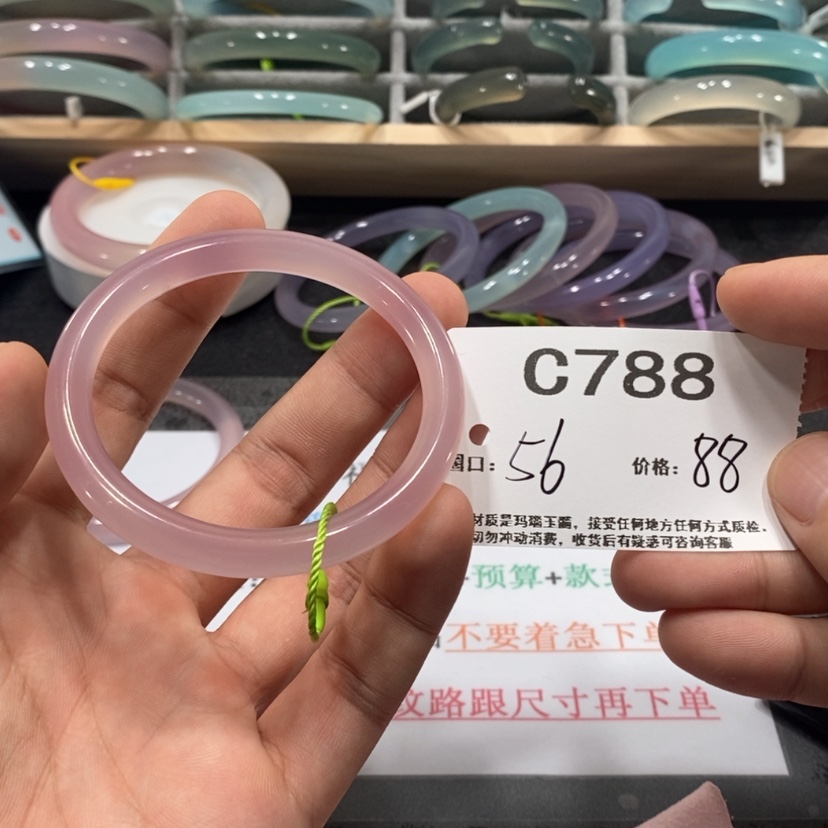 C788
圈口: 56 价格: 88
材质是玛瑙玉髓, 接受任何地方任何方式质检.
切勿冲动消费, 收货后有疑惑可咨询客服
预算+款
不要着急下单
纹路跟尺寸再下单